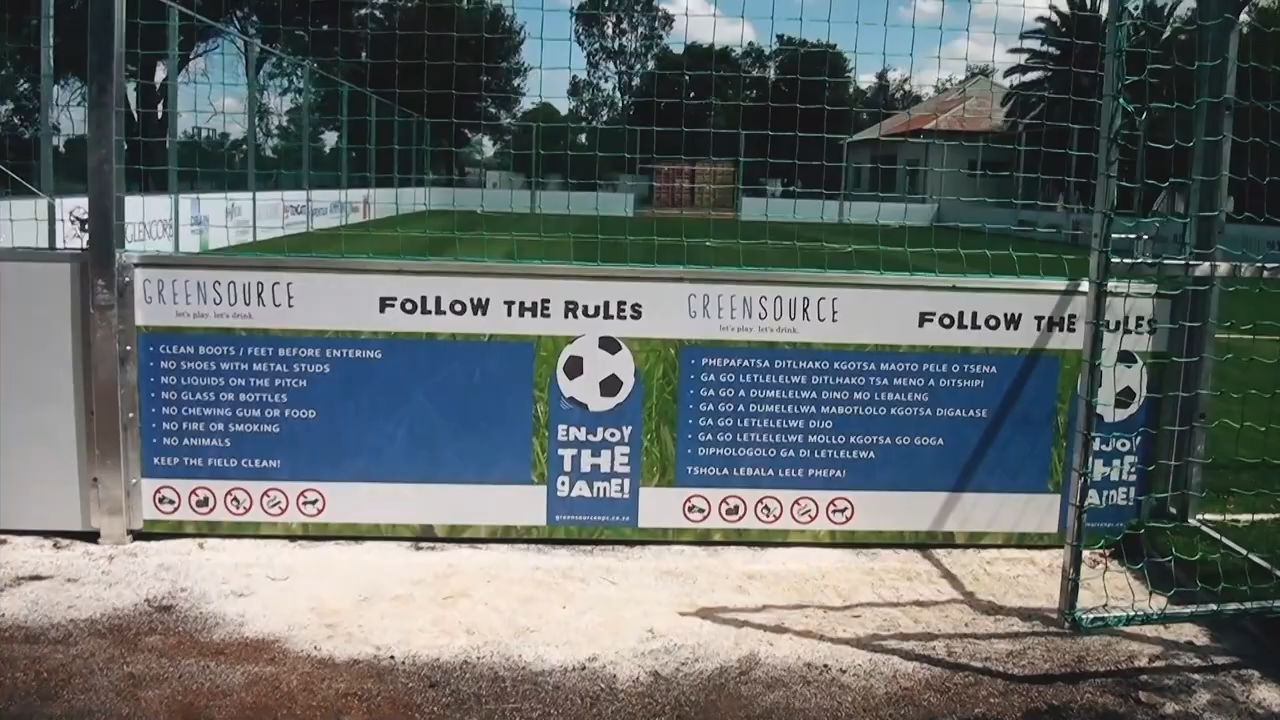 GLENCORE
GREENSOURCE
let's play. let's drink.
FOLLOW THE RULES
• CLEAN BOOTS / FEET BEFORE ENTERING
• NO SHOES WITH METAL STUDS
• NO LIQUIDS ON THE PITCH
• NO GLASS OR BOTTLES
• NO CHEWING GUM OR FOOD
• NO FIRE OR SMOKING
• NO ANIMALS
KEEP THE FIELD CLEAN!
ENJOY
THE
GAME!
GREENSOURCE
let's play. let's drink.
FOLLOW THE RULES
• PHEPAFATSA DITLHAKO KGOTSA MAOTO PELE O TSENA
• GA GO LETLELELWE DITLHAKO TSA MENO A DITSHIPI
• GA GO A DUMELELWA DINO MO LEBALENG
• GA GO A DUMELELWA MABOTLOLO KGOTSA DIGALASE
• GA GO LETLELELWE DIJO
• GA GO LETLELELWE MOLLO KGOTSA GO GOGA
• DIPHOLOGOLO GA DI LETLELELWA
TSHOLA LEBALA LELE PHEPA!
ENJOY
THE
GAME!